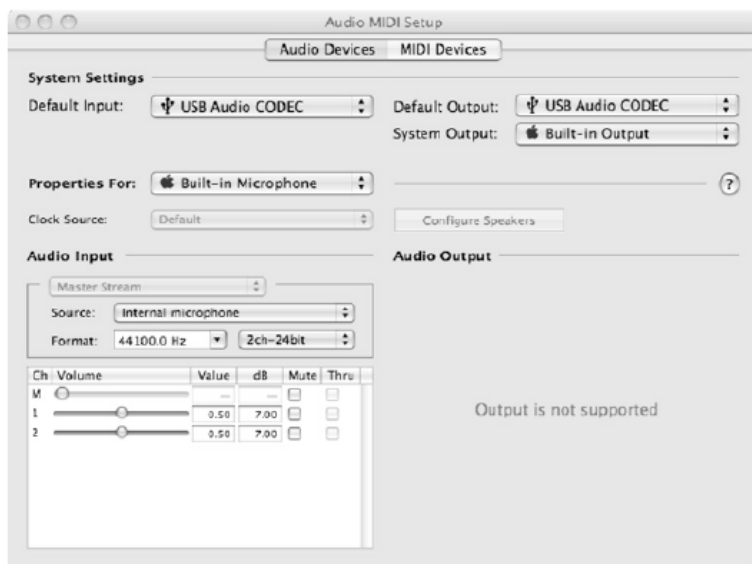 Audio MIDI Setup
Audio Devices MIDI Devices
System Settings
Default Input: USB Audio CODEC
Default Output: USB Audio CODEC
System Output: Built-in Output
Properties For: Built-in Microphone
?
Clock Source: Default
Configure Speakers
Audio Input
Audio Output
Master Stream
Source: Internal microphone
Format: 44100.0 Hz 2ch-24bit
Ch Volume Value dB Mute Thru
M — —
1 0.50 7.00
2 0.50 7.00
Output is not supported